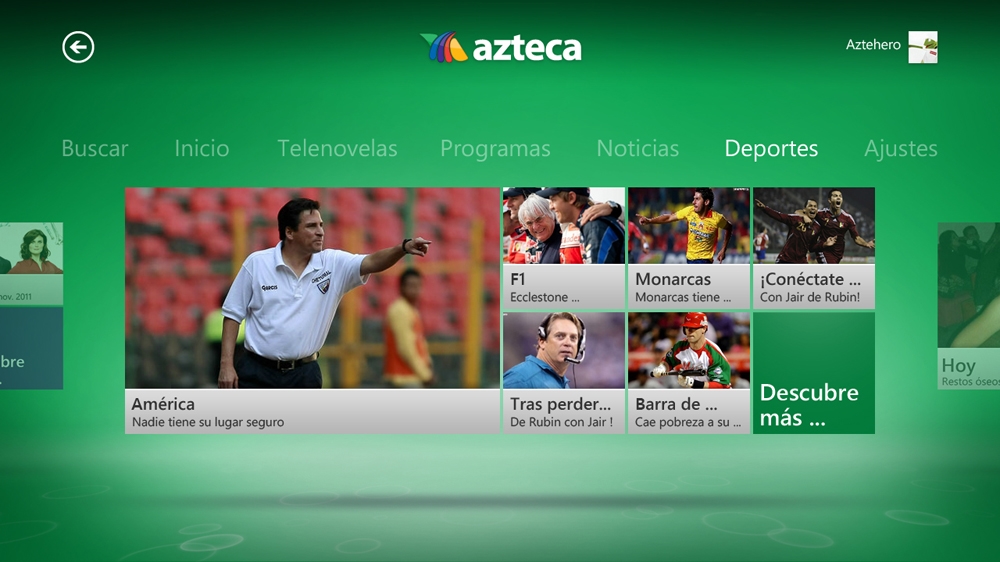 azteca
Aztehero
Buscar Inicio Telenovelas Programas Noticias Deportes Ajustes
nov. 2011
bre
América
Nadie tiene su lugar seguro
F1
Ecclestone ...
Monarcas
Monarcas tiene ...
¡Conéctate ...
Con Jair de Rubin!
Tras perder...
De Rubin con Jair !
Barra de ...
Cae pobreza a su ...
Descubre
más ...
Hoy
Restos óseos